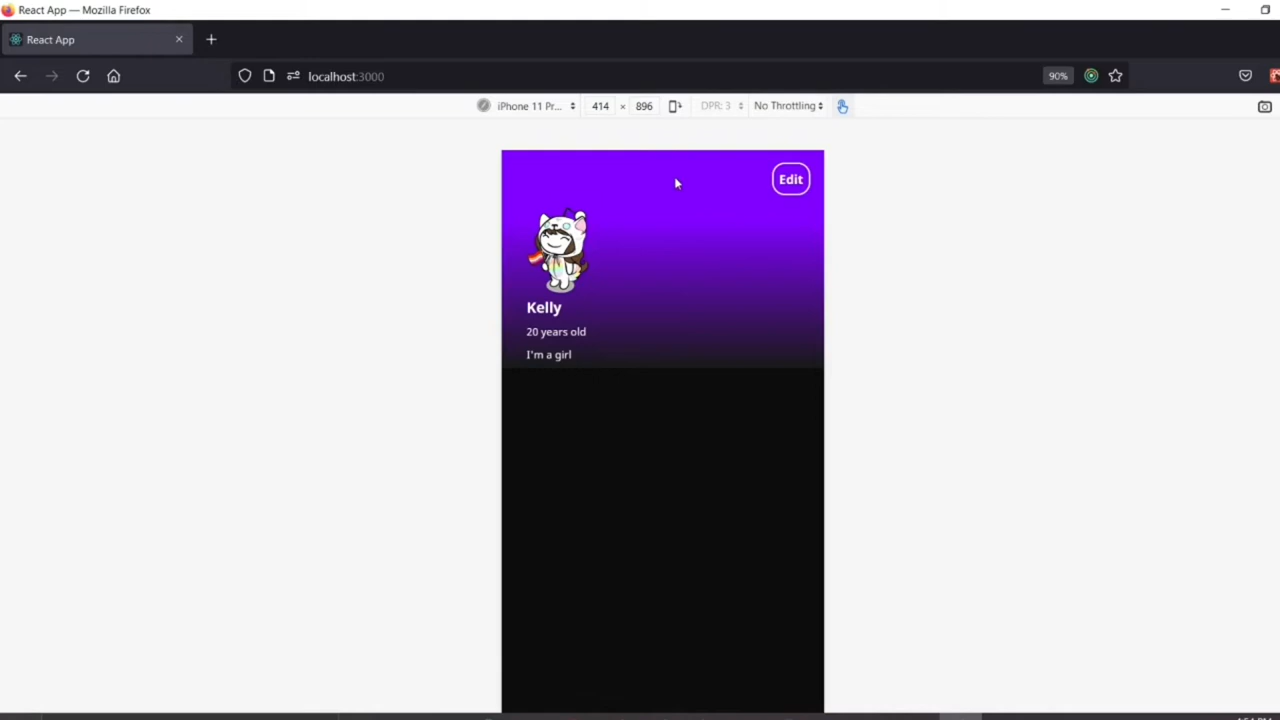 React App — Mozilla Firefox
React App
localhost:3000
90%
iPhone 11 Pr... 414 × 896 DPR: 3 No Throttling
Edit
Kelly
20 years old
I'm a girl